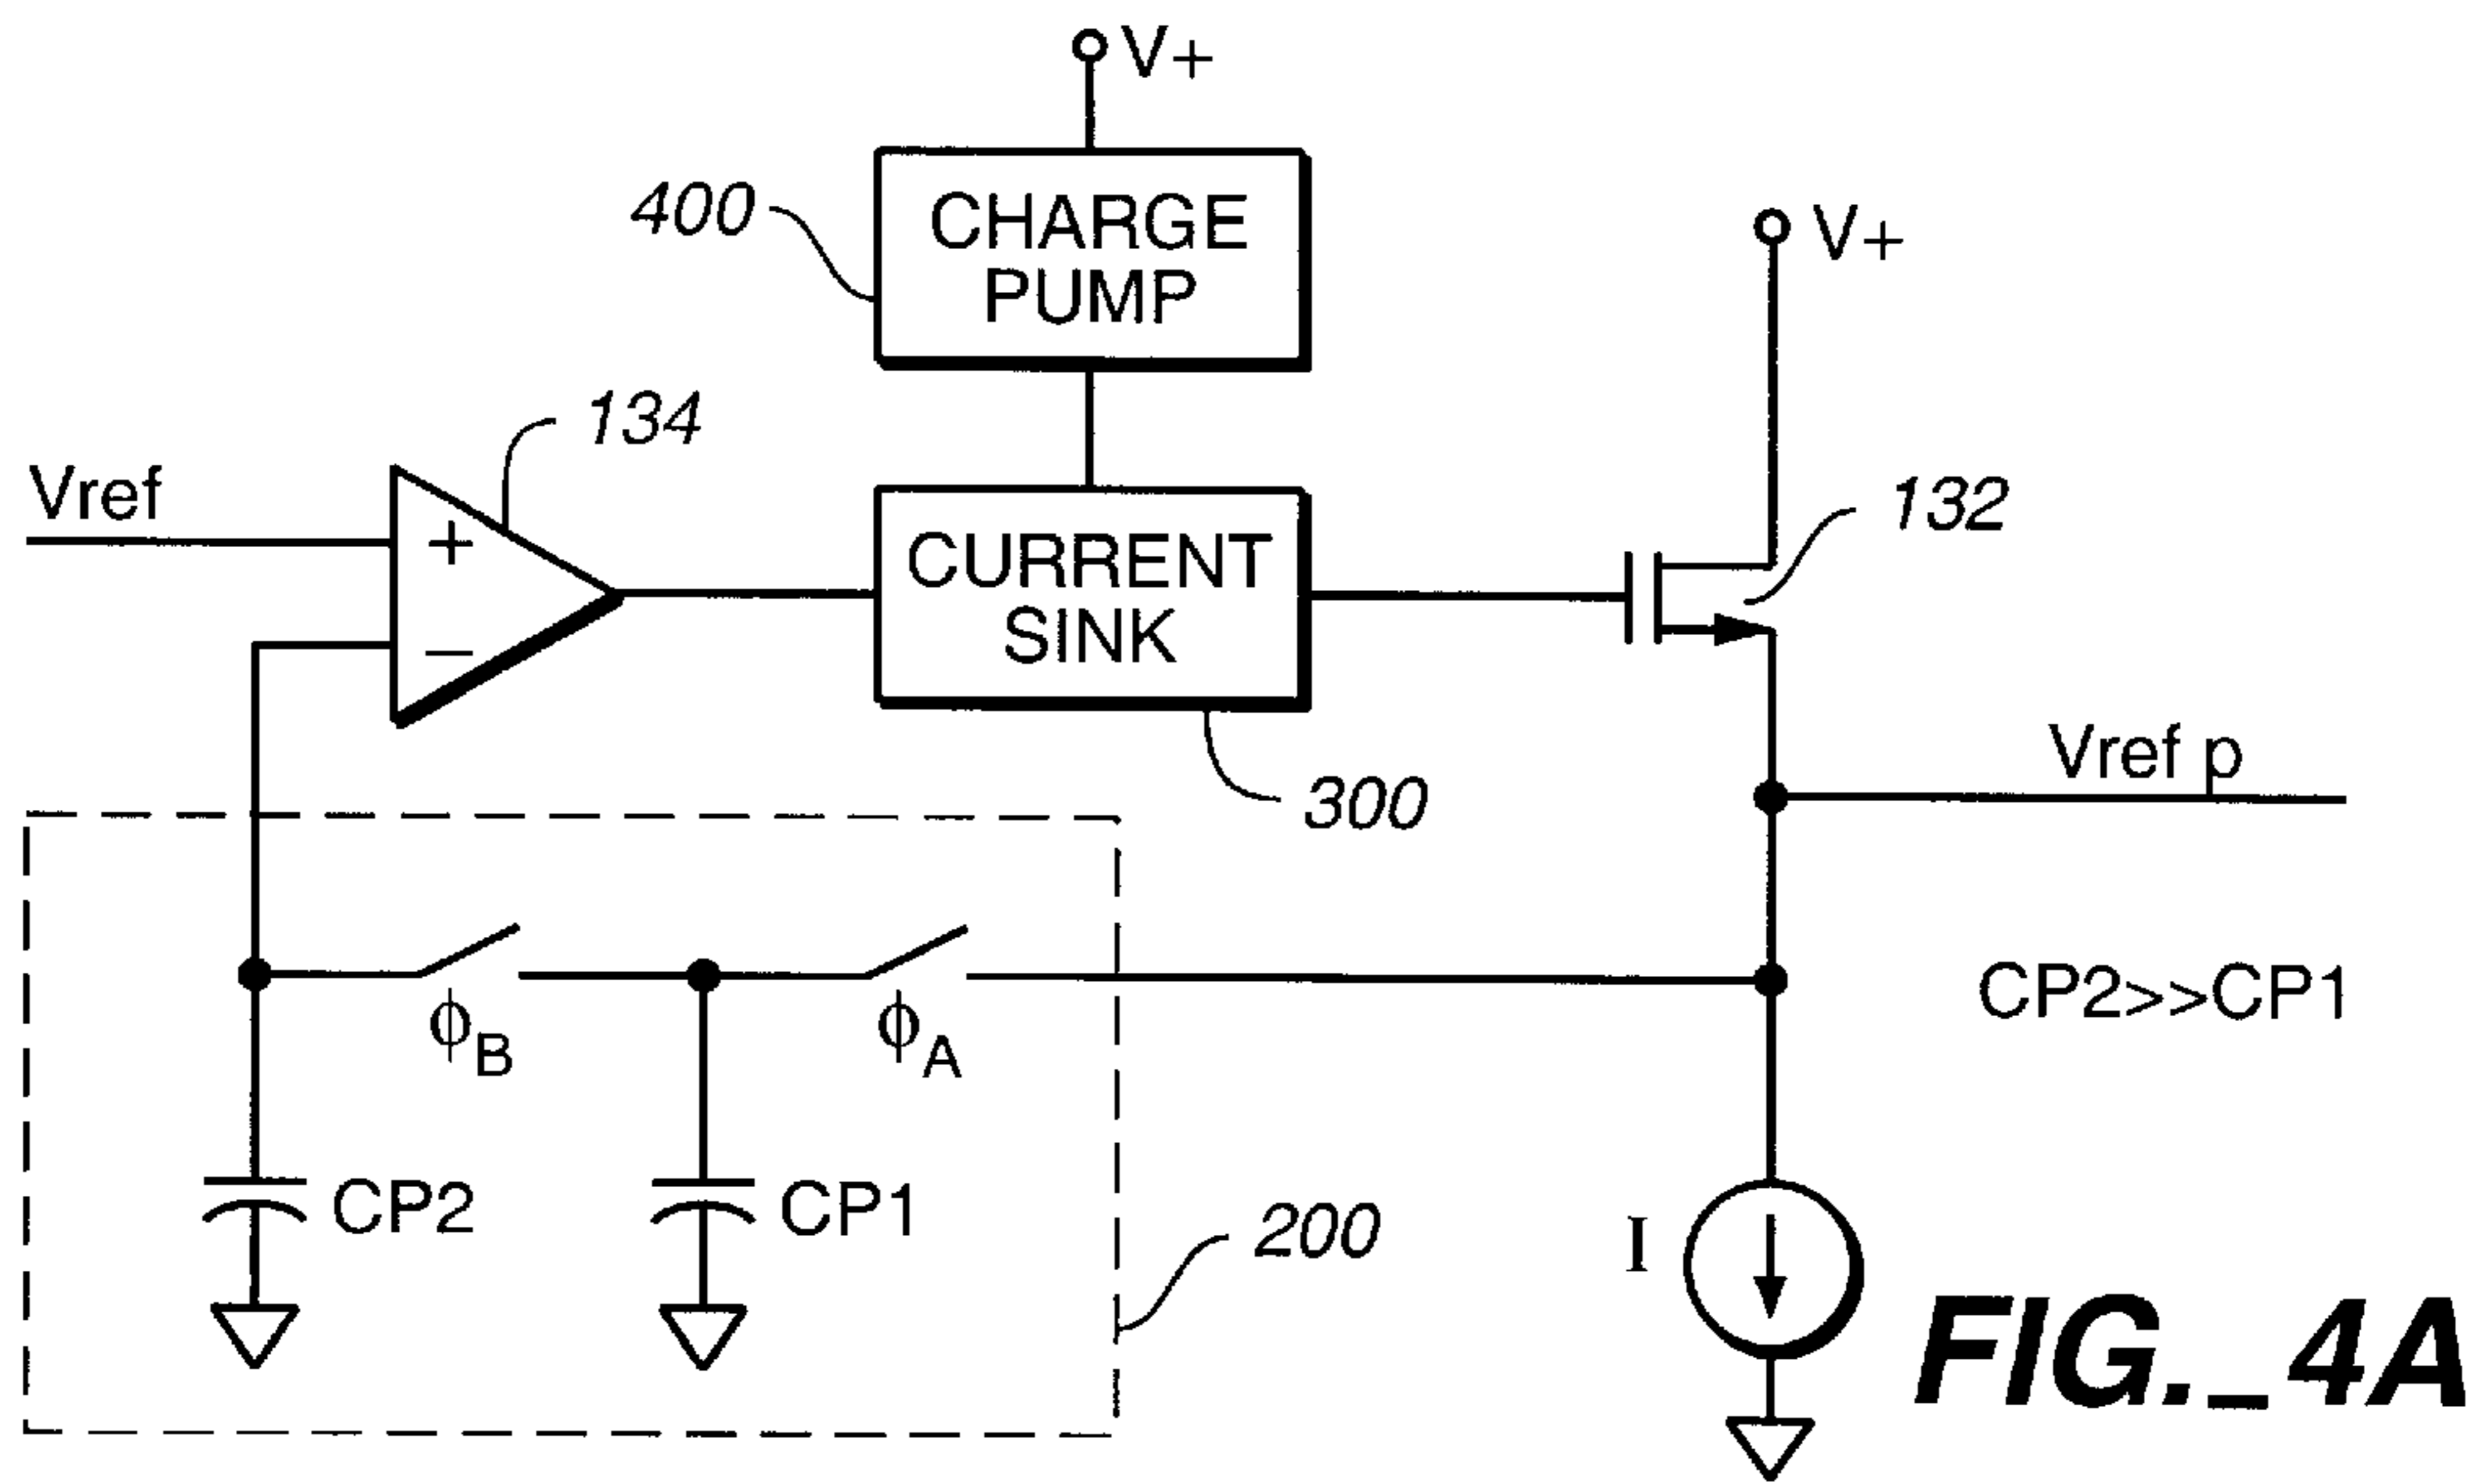 V+
400
CHARGE
PUMP
V+
134
Vref
+
−
CURRENT
SINK
132
300
Vref p
ϕB
ϕA
CP2>>CP1
CP2
CP1
200
I
FIG._4A